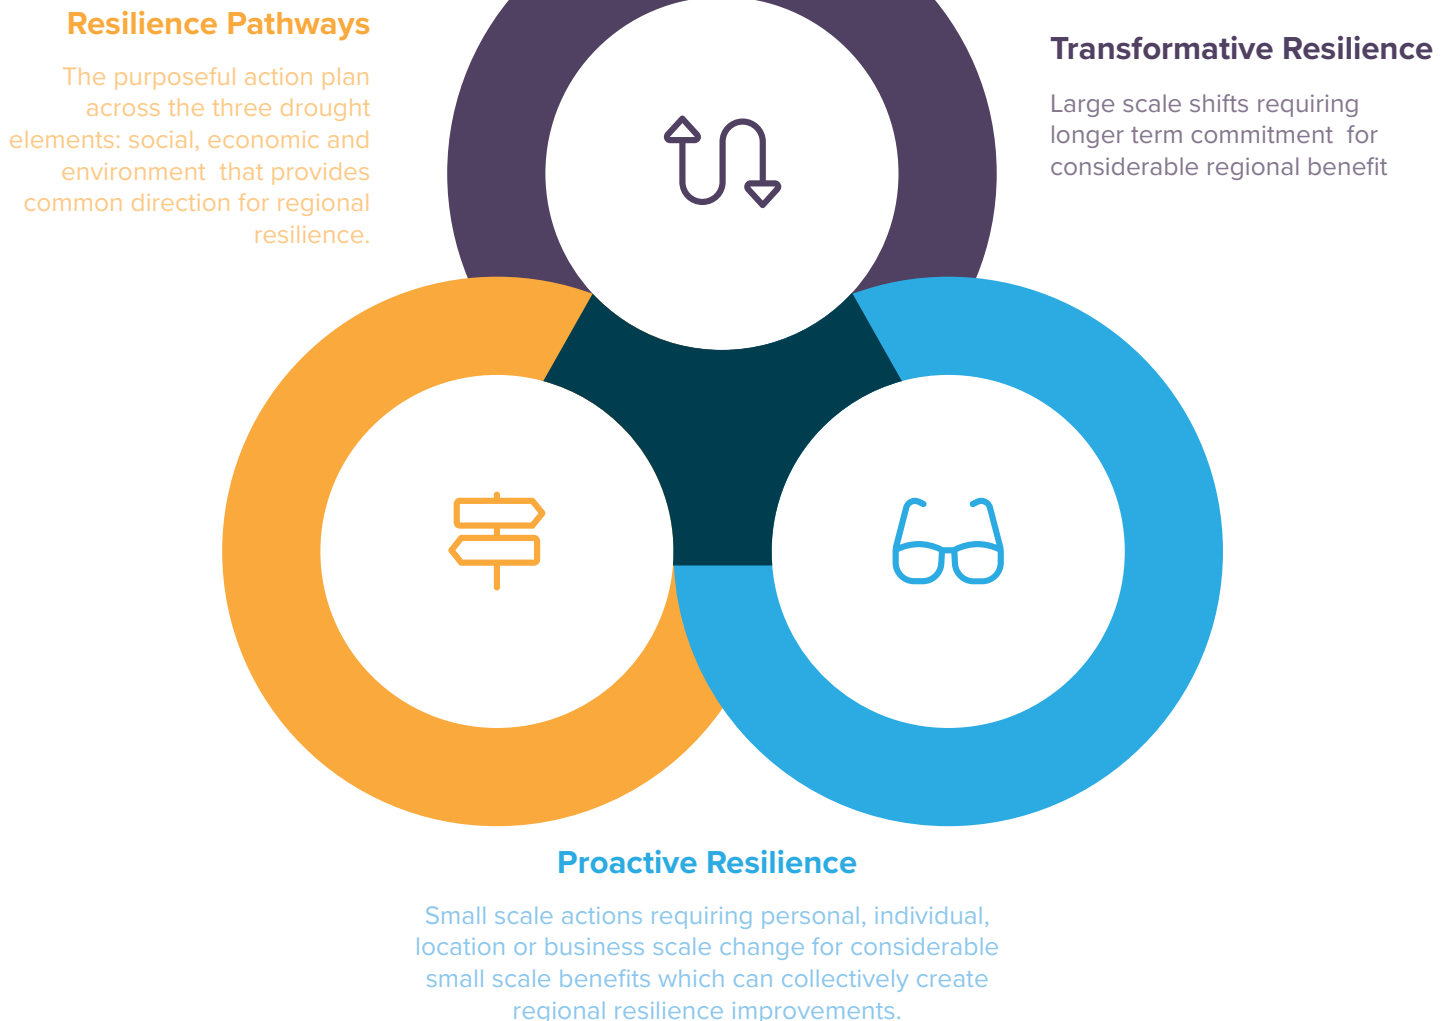 Resilience Pathways
The purposeful action plan
across the three drought
elements: social, economic and
environment  that provides
common direction for regional
resilience.
Transformative Resilience
Large scale shifts requiring
longer term commitment  for
considerable regional benefit
Proactive Resilience
Small scale actions requiring personal, individual,
location or business scale change for considerable
small scale benefits which can collectively create
regional resilience improvements.